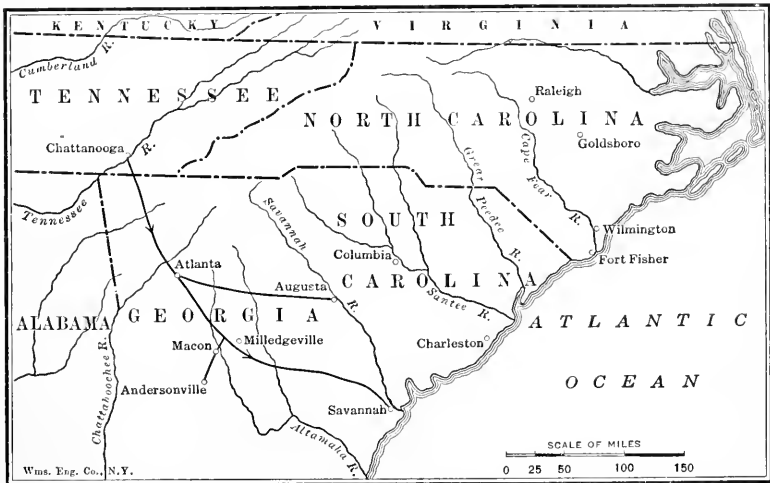 KENTUCKY
VIRGINIA
Cumberland R.
TENNESSEE
Raleigh
NORTH CAROLINA
Goldsboro
Chattanooga
R.
Great Peedee R.
Cape Fear R.
Tennessee
Savannah R.
SOUTH CAROLINA
Wilmington
Fort Fisher
Columbia
Atlanta
Augusta
Santee R.
ALABAMA
GEORGIA
Milledgeville
Macon
Charleston
ATLANTIC OCEAN
Andersonville
Chattahoochee R.
Savannah
Altamaha R.
SCALE OF MILES
0 25 50 100 150
Wms. Eng. Co., N.Y.